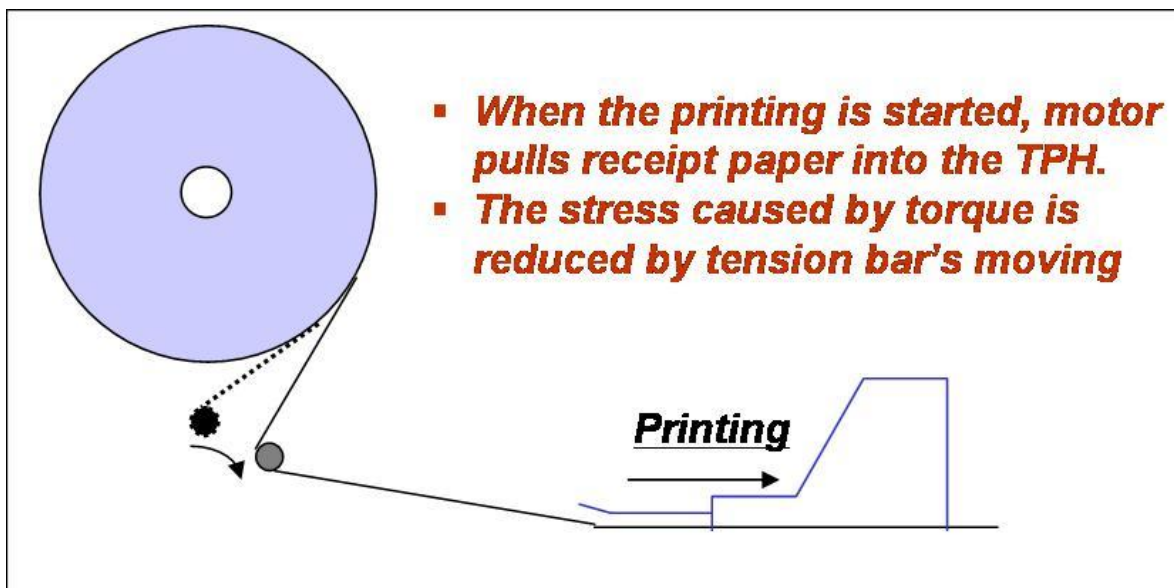 ▪ When the printing is started, motor
pulls receipt paper into the TPH.
▪ The stress caused by torque is
reduced by tension bar's moving
Printing